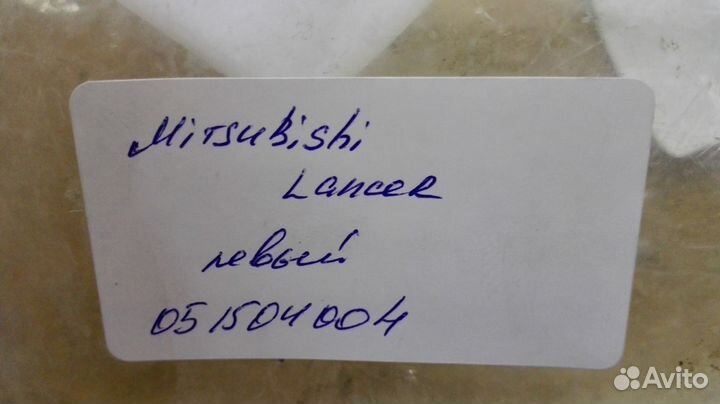 Mitsubishi
Lancer
левый
051504004
Avito